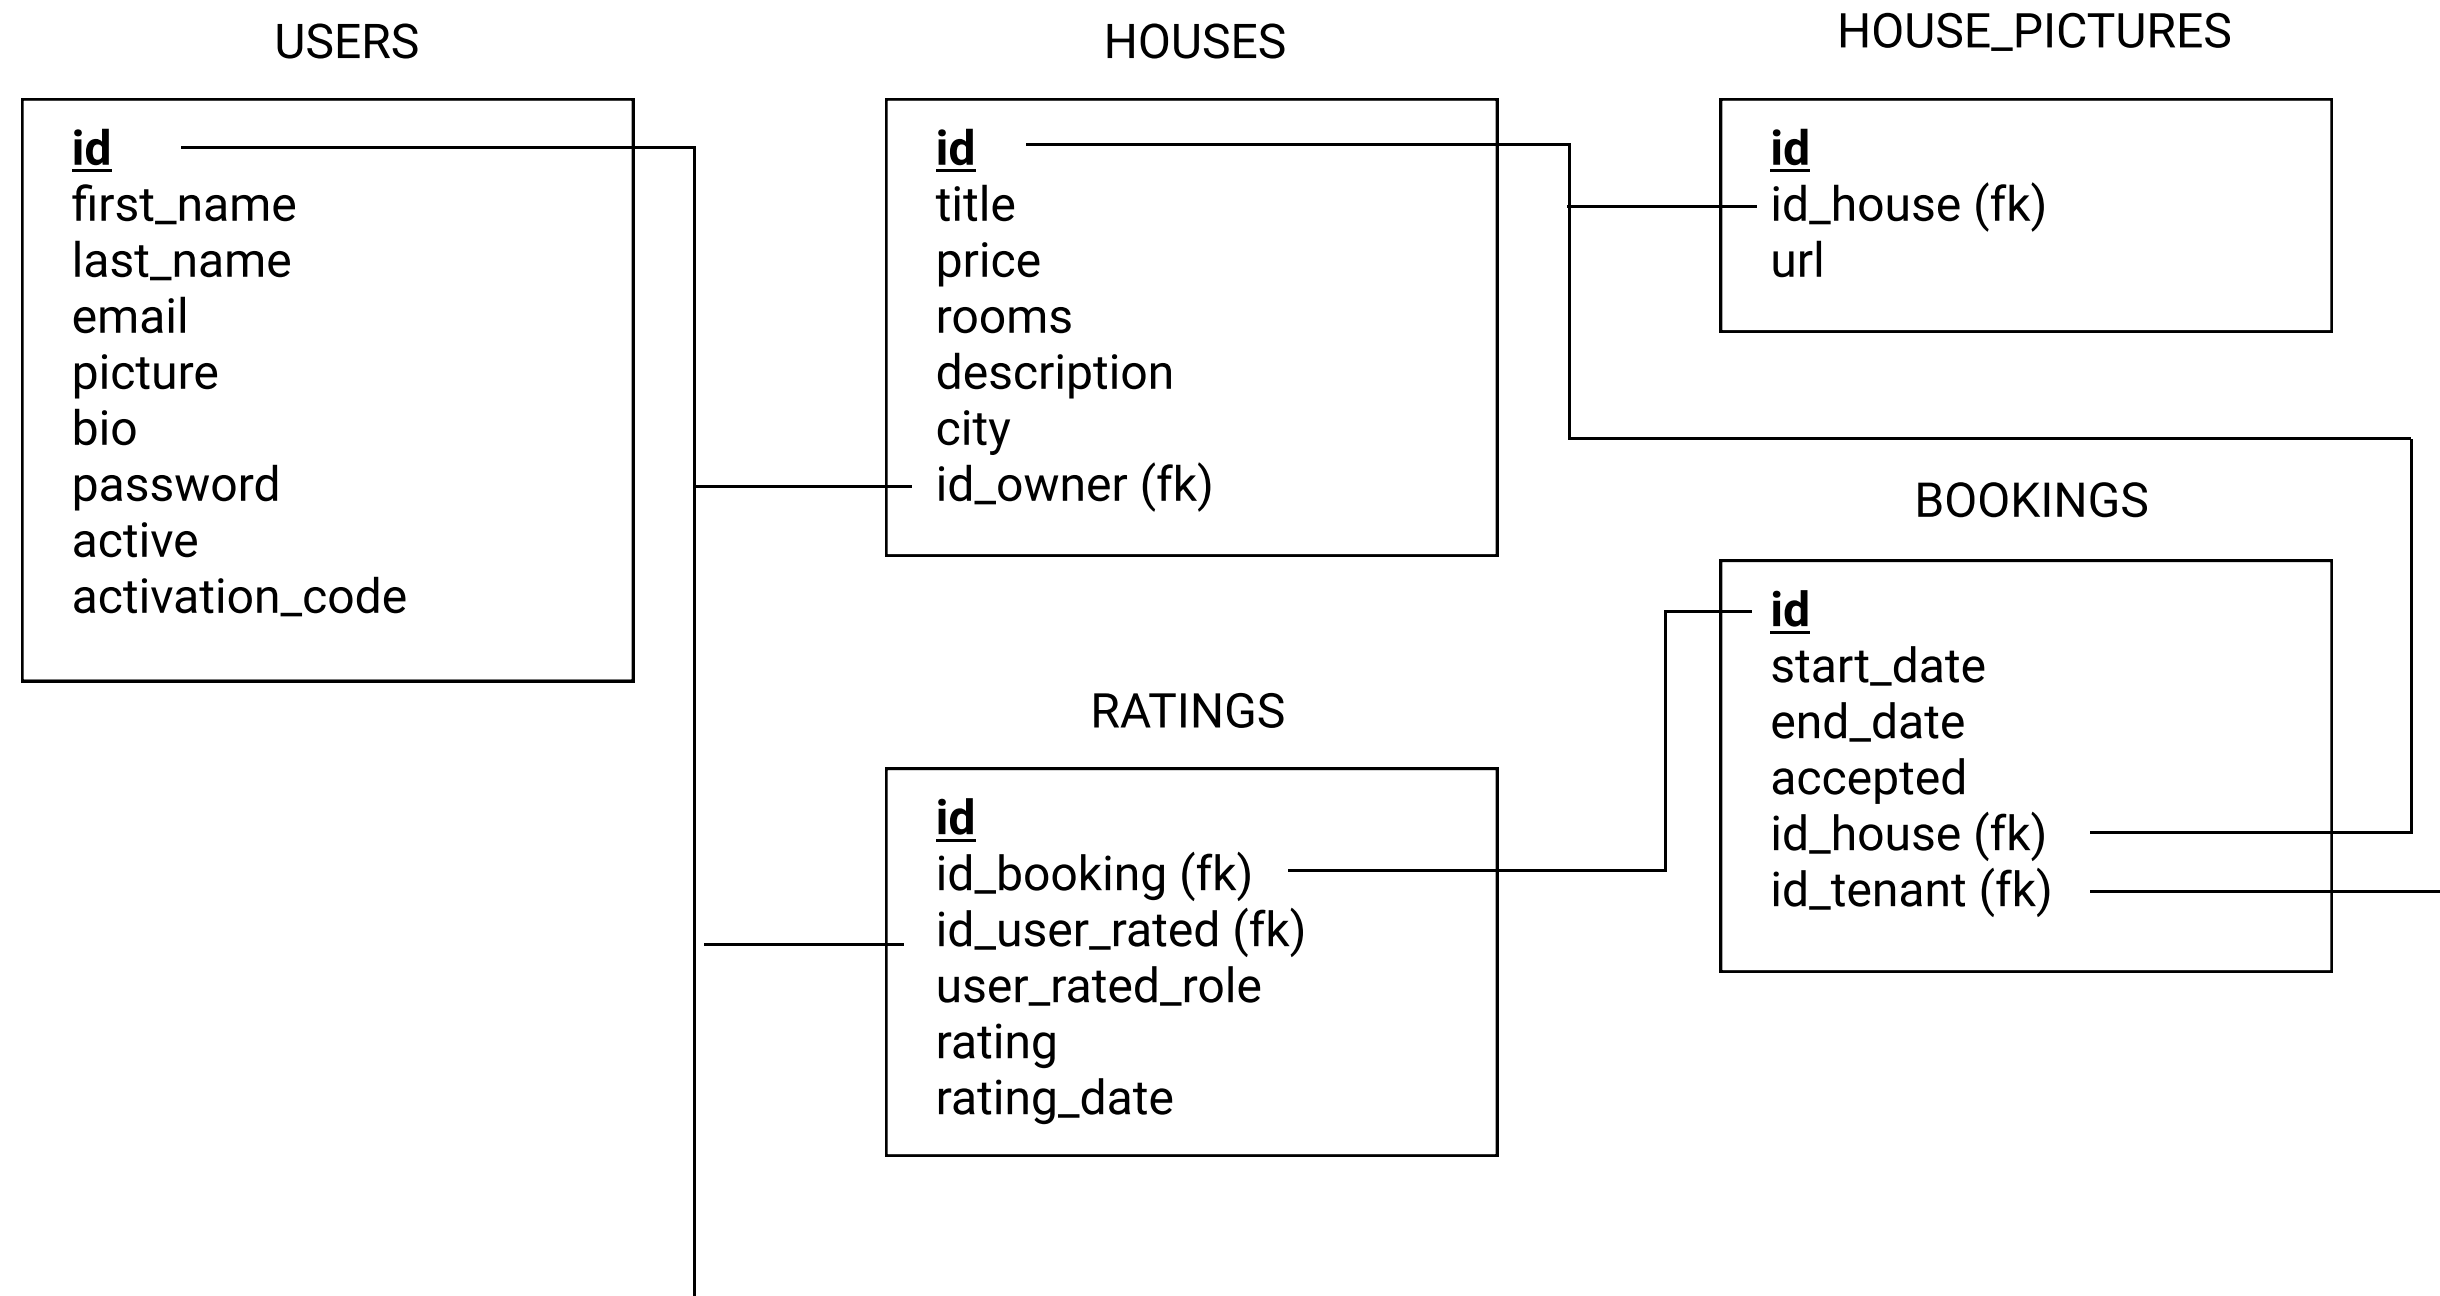 USERS
id
first_name
last_name
email
picture
bio
password
active
activation_code
HOUSES
id
title
price
rooms
description
city
id_owner (fk)
HOUSE_PICTURES
id
id_house (fk)
url
RATINGS
id
id_booking (fk)
id_user_rated (fk)
user_rated_role
rating
rating_date
BOOKINGS
id
start_date
end_date
accepted
id_house (fk)
id_tenant (fk)